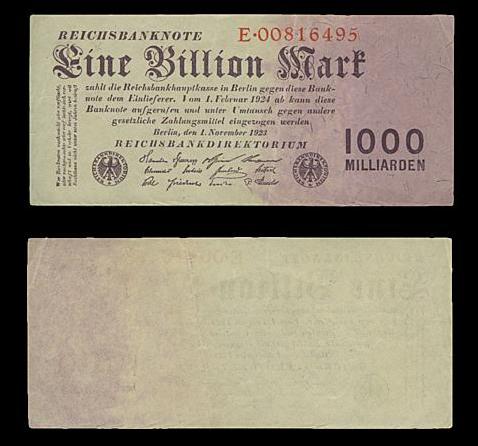 REICHSBANKNOTE E·00816495
Eine Billion Mark
zahlt die Reichsbankhauptkasse in Berlin gegen diese Bank-
note dem Einlieferer. Vom 1. Februar 1924 ab kann diese
Banknote aufgerufen und unter Umtausch gegen andere
gesetzliche Zahlungsmittel eingezogen werden
Berlin, den 1. November 1923
REICHSBANKDIREKTORIUM
1000
MILLIARDEN